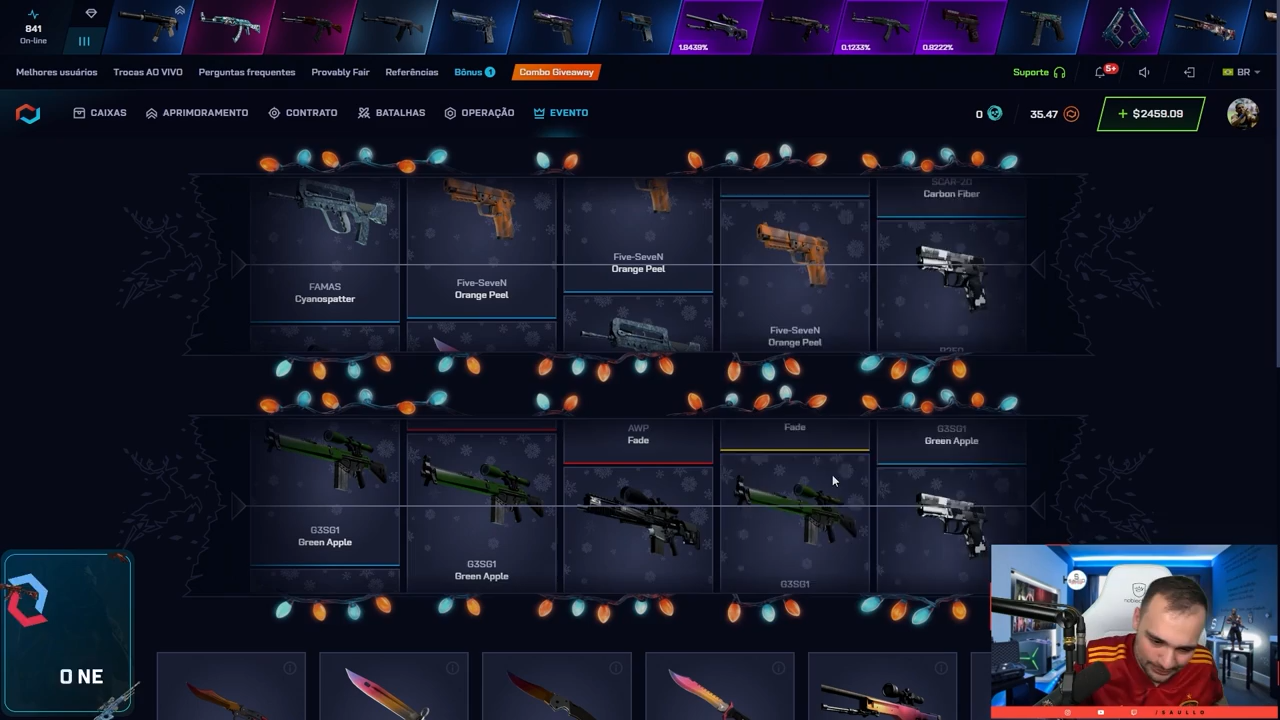 841
On-line
1.8439%
0.1233%
0.8222%
Melhores usuários
Trocas AO VIVO
Perguntas frequentes
Provably Fair
Referências
Bônus 1
Combo Giveaway
Suporte
5+
BR
CAIXAS
APRIMORAMENTO
CONTRATO
BATALHAS
OPERAÇÃO
EVENTO
0
35.47
+ $2459.09
FAMAS
Cyanospatter
Five-SeveN
Orange Peel
Five-SeveN
Orange Peel
Five-SeveN
Orange Peel
SCAR-20
Carbon Fiber
G3SG1
Green Apple
G3SG1
Green Apple
AWP
Fade
Fade
G3SG1
G3SG1
Green Apple
O NE
/SAULLO